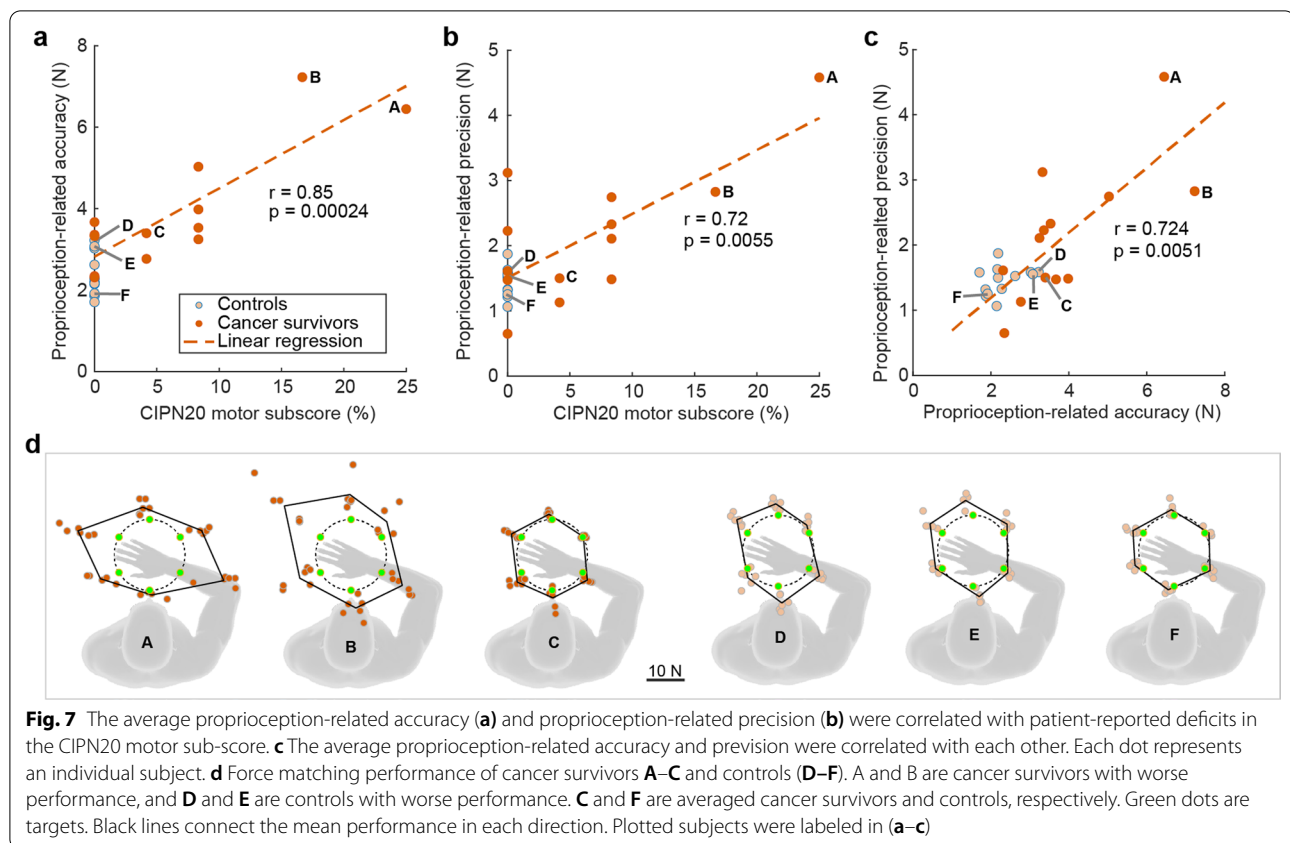 a
Proprioception-related accuracy (N)
8
6
4
2
0
B
A
D
C
E
F
r = 0.85
p = 0.00024
Controls
Cancer survivors
Linear regression
0 5 10 15 20 25
CIPN20 motor subscore (%)
b
Proprioception-related precision (N)
5
4
3
2
1
0
A
B
D
C
E
F
r = 0.72
p = 0.0055
0 5 10 15 20 25
CIPN20 motor subscore (%)
c
Proprioception-realted precision (N)
5
4
3
2
1
0
A
B
D
F
E
C
r = 0.724
p = 0.0051
0 2 4 6 8
Proprioception-related accuracy (N)
d
A B C D E F
10 N
Fig. 7 The average proprioception-related accuracy (a) and proprioception-related precision (b) were correlated with patient-reported deficits in
the CIPN20 motor sub-score. c The average proprioception-related accuracy and prevision were correlated with each other. Each dot represents
an individual subject. d Force matching performance of cancer survivors A–C and controls (D–F). A and B are cancer survivors with worse
performance, and D and E are controls with worse performance. C and F are averaged cancer survivors and controls, respectively. Green dots are
targets. Black lines connect the mean performance in each direction. Plotted subjects were labeled in (a–c)